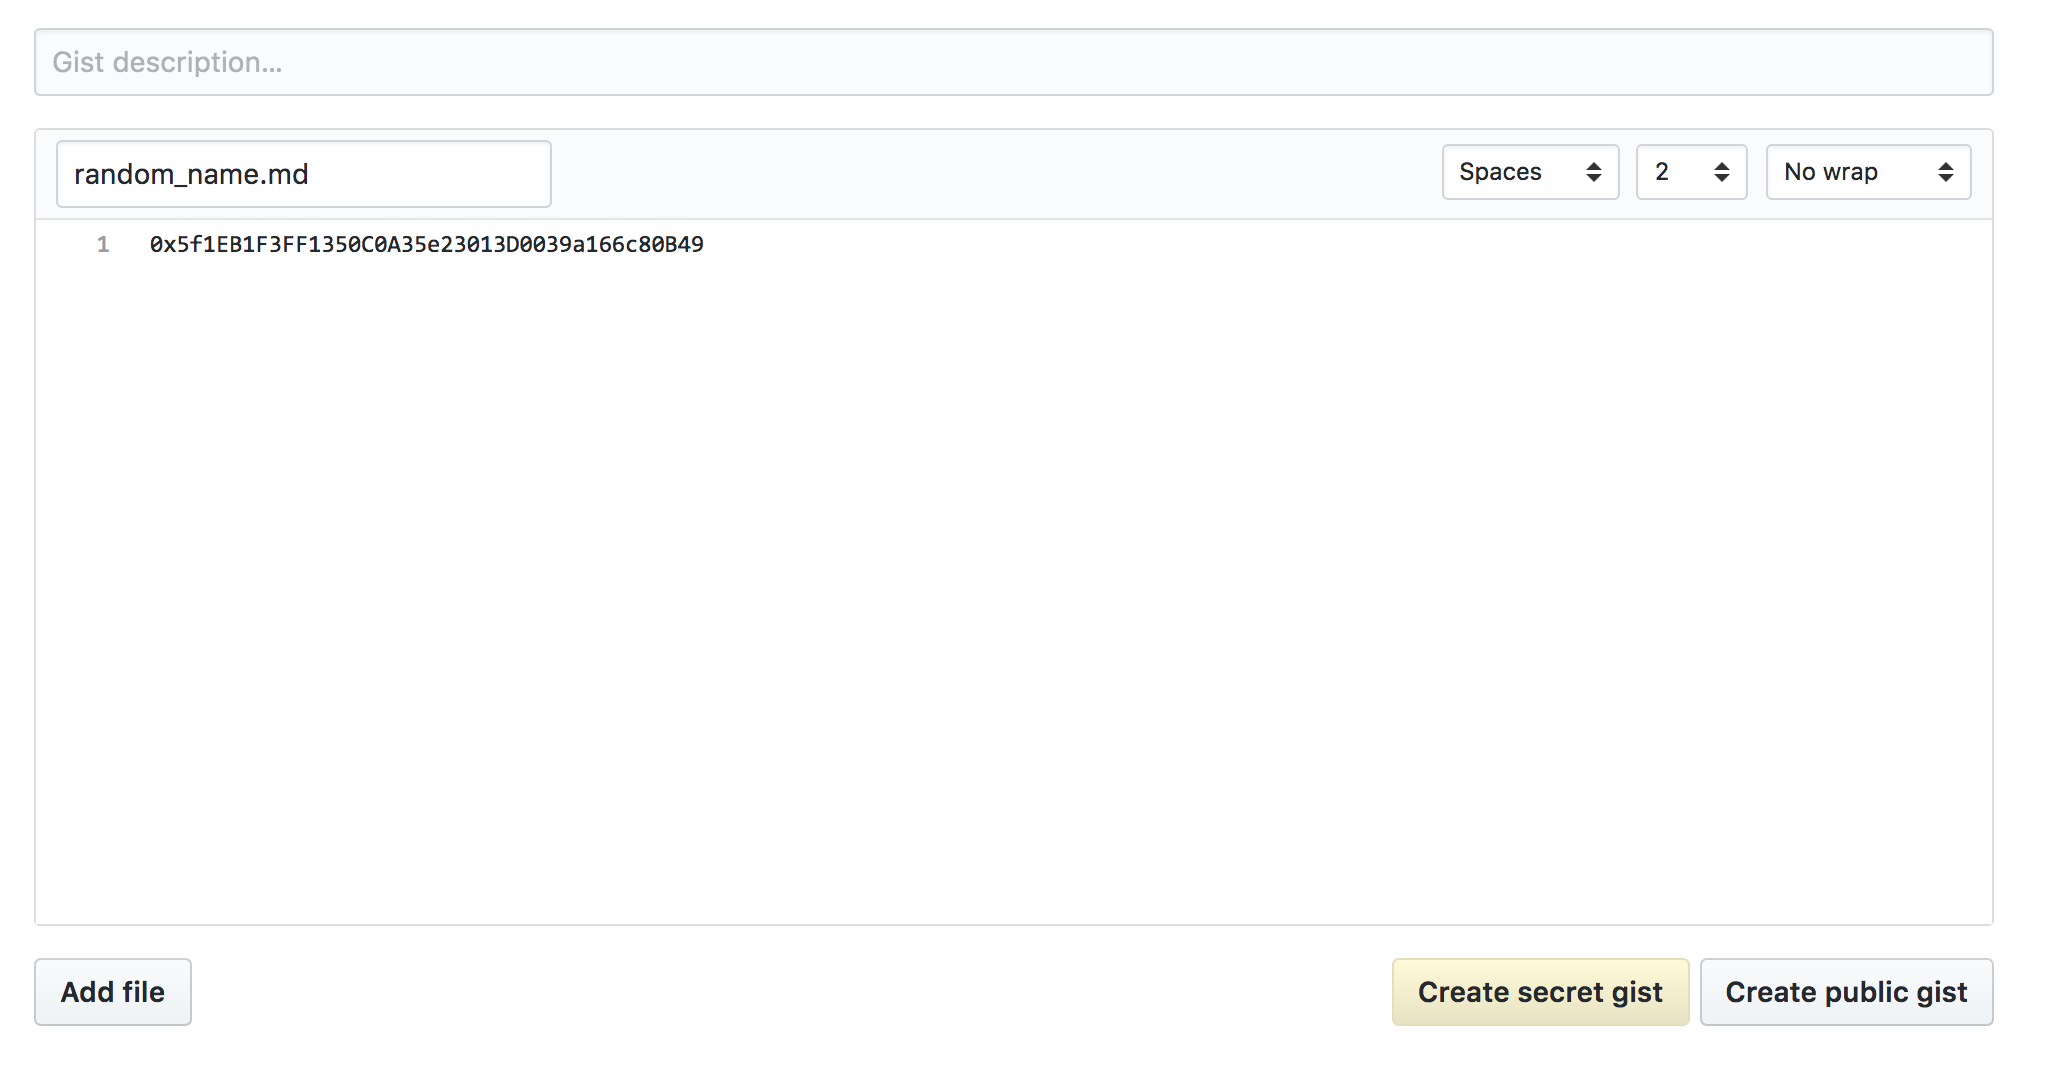 Gist description...
random_name.md
Spaces
2
No wrap
1 0x5f1EB1F3FF1350C0A35e23013D0039a166c80B49
Add file
Create secret gist
Create public gist